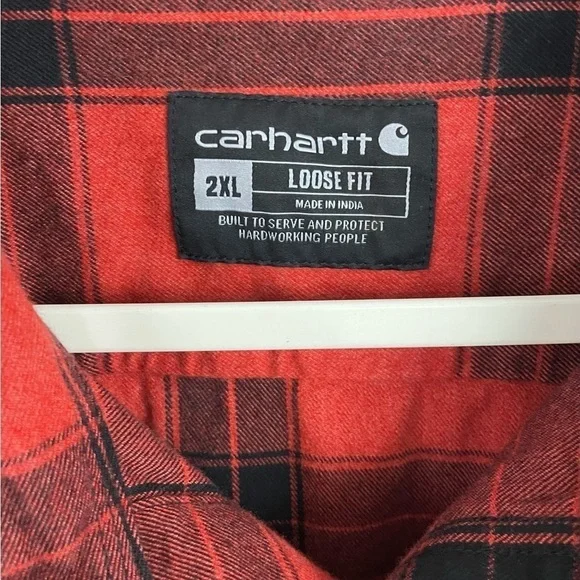 carhartt
2XL
LOOSE FIT
MADE IN INDIA
BUILT TO SERVE AND PROTECT
HARDWORKING PEOPLE